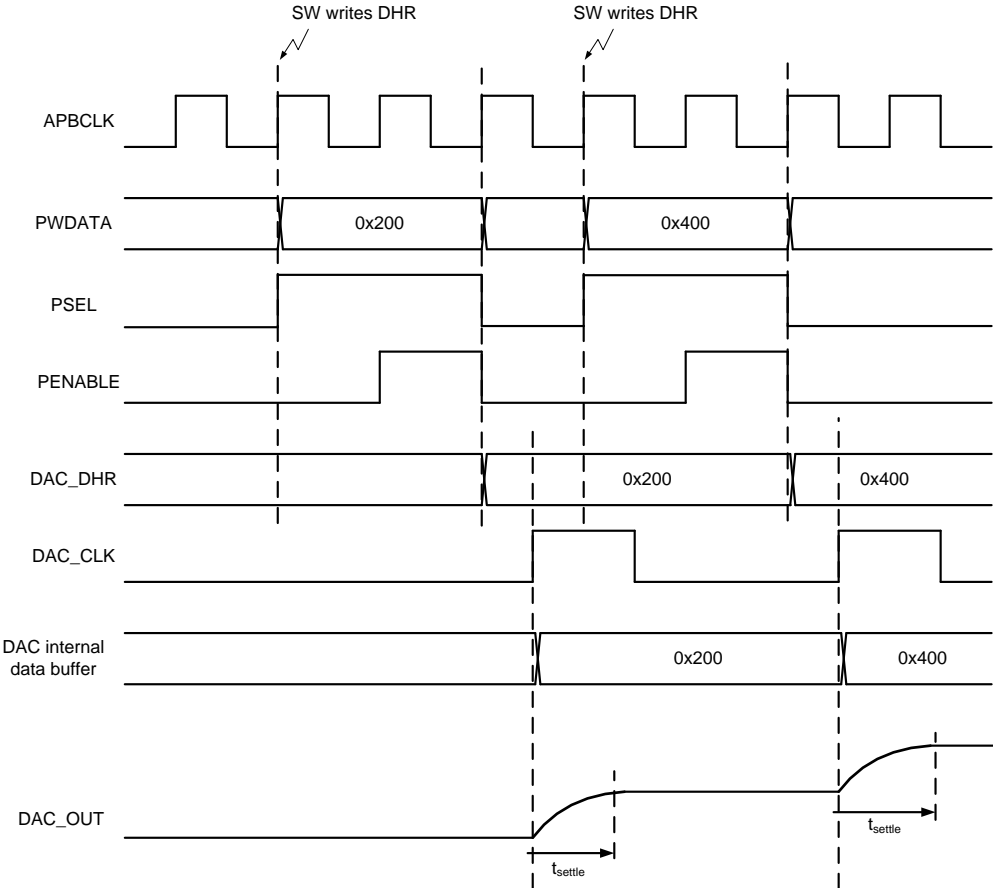 SW writes DHR
SW writes DHR
APBCLK
PWDATA
0x200
0x400
PSEL
PENABLE
DAC_DHR
0x200
0x400
DAC_CLK
DAC internal
data buffer
0x200
0x400
DAC_OUT
tsettle
tsettle